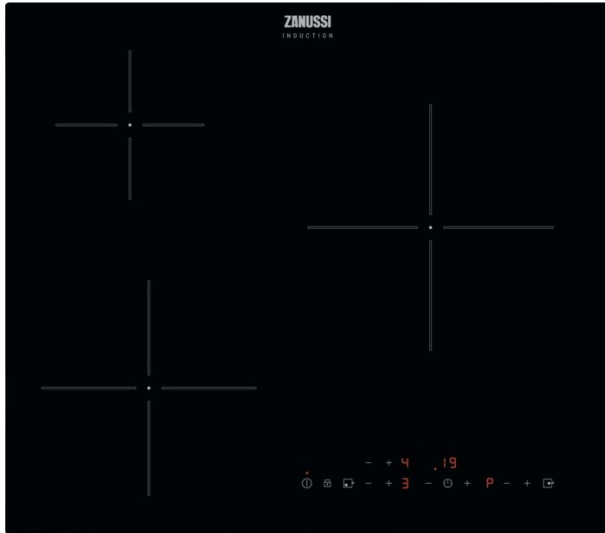 ZANUSSI
INDUCTION
- + 4 .19
- + 3 - + P - +